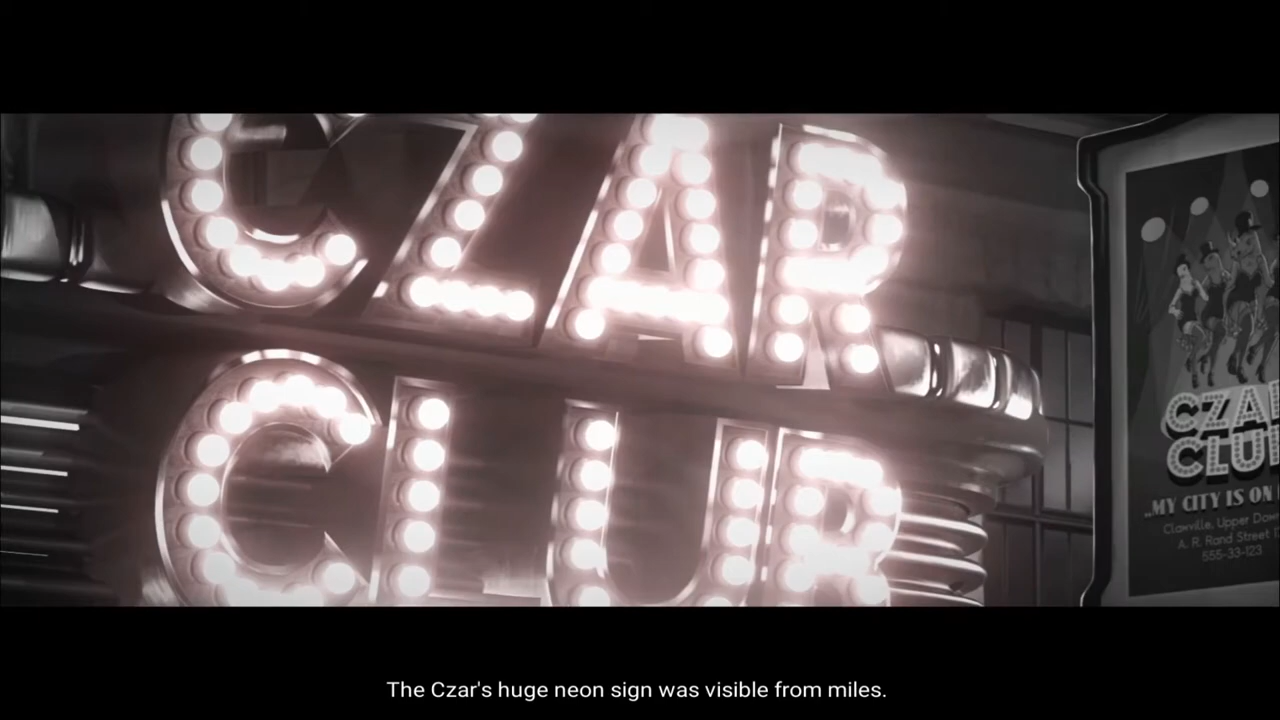 CZAR
CLUB
CZAR
CLUB
„MY CITY IS ON
Clawville, Upper
A. R. Rand Street
555-33-123
The Czar's huge neon sign was visible from miles.